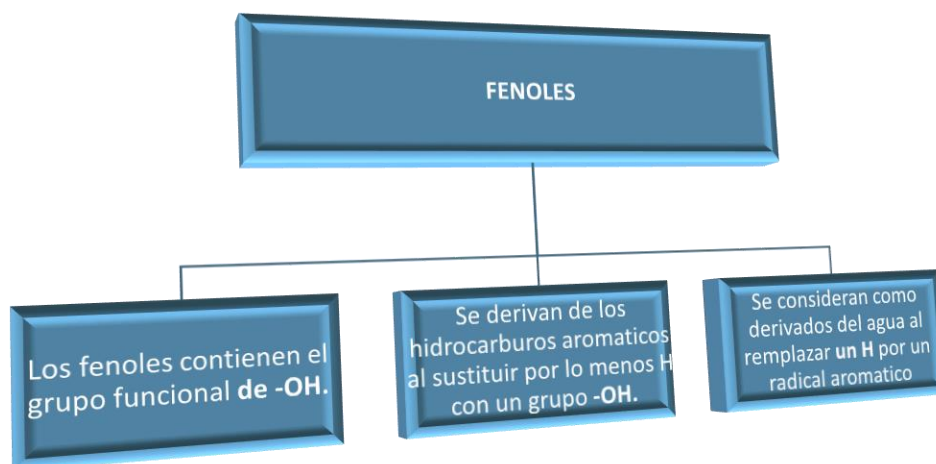 FENOLES
Los fenoles contienen el
grupo funcional de -OH.
Se derivan de los
hidrocarburos aromaticos
al sustituir por lo menos H
con un grupo -OH.
Se consideran como
derivados del agua al
remplazar un H por un
radical aromatico